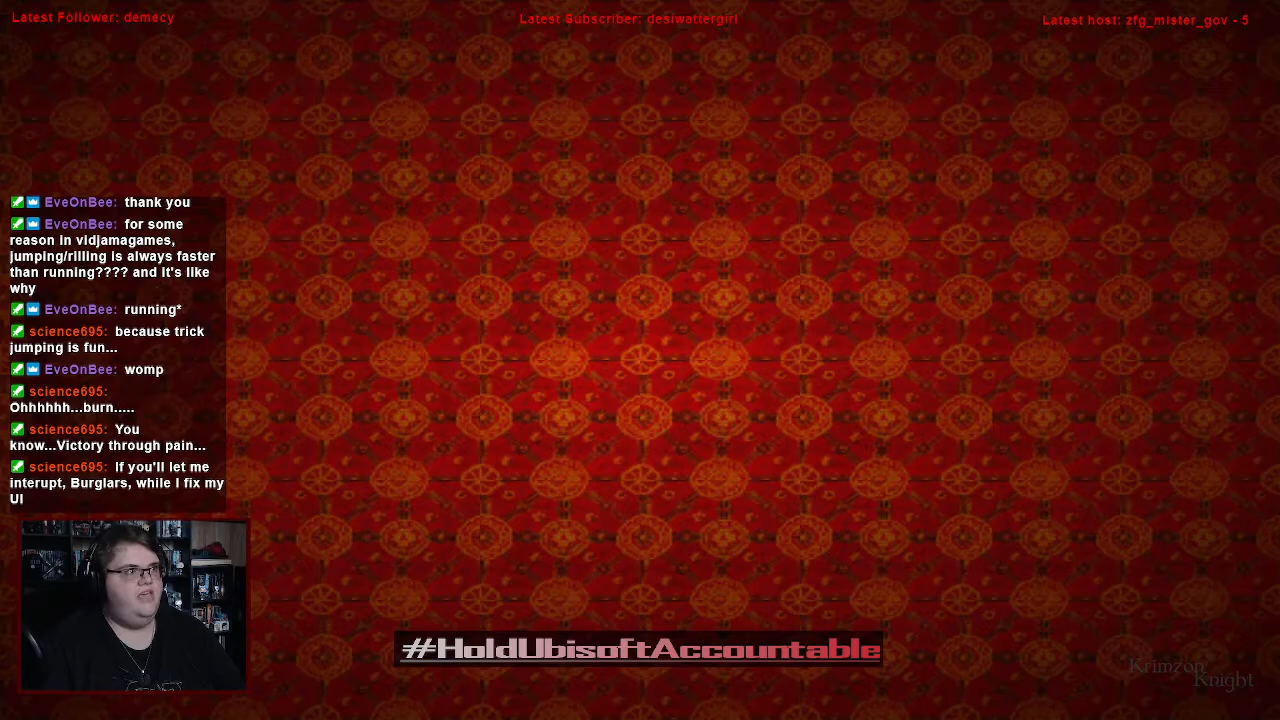 Latest Follower: demecy
Latest Subscriber: desiwattergirl
Latest host: zfg_mister_gov - 5
EveOnBee: thank you
EveOnBee: for some
reason in vidjamagames,
jumping/rilling is always faster
than running???? and it's like
why
EveOnBee: running*
science695: because trick
jumping is fun...
EveOnBee: womp
science695:
Ohhhhhh...burn.....
science695: You
know...Victory through pain...
science695: If you'll let me
interupt, Burglars, while I fix my
UI
#HoldUbisoftAccountable
Krimzon
Knight